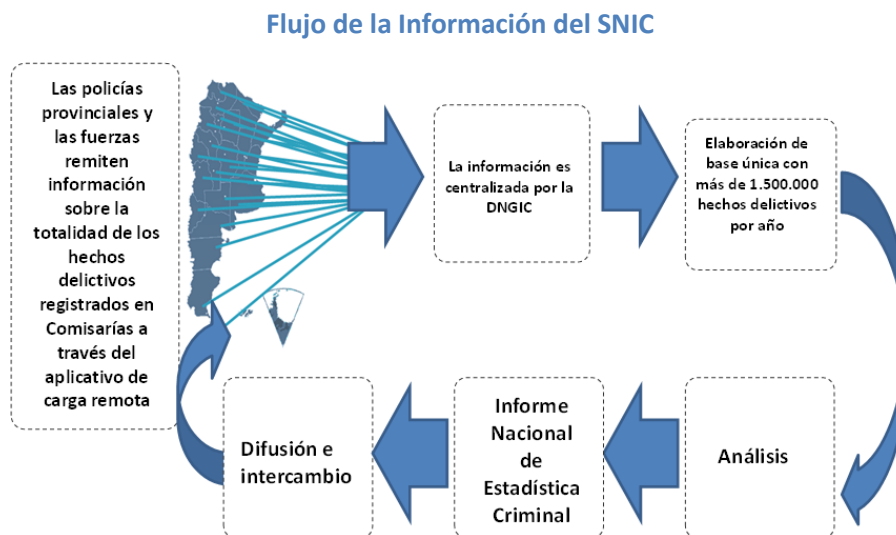 Flujo de la Información del SNIC
Las policías
provinciales y
las fuerzas
remiten
información
sobre la
totalidad de los
hechos
delictivos
registrados en
Comisarías a
través del
aplicativo de
carga remota
La información es
centralizada por la
DNGIC
Elaboración de
base única con
más de 1.500.000
hechos delictivos
por año
Análisis
Informe
Nacional
de
Estadística
Criminal
Difusión e
intercambio